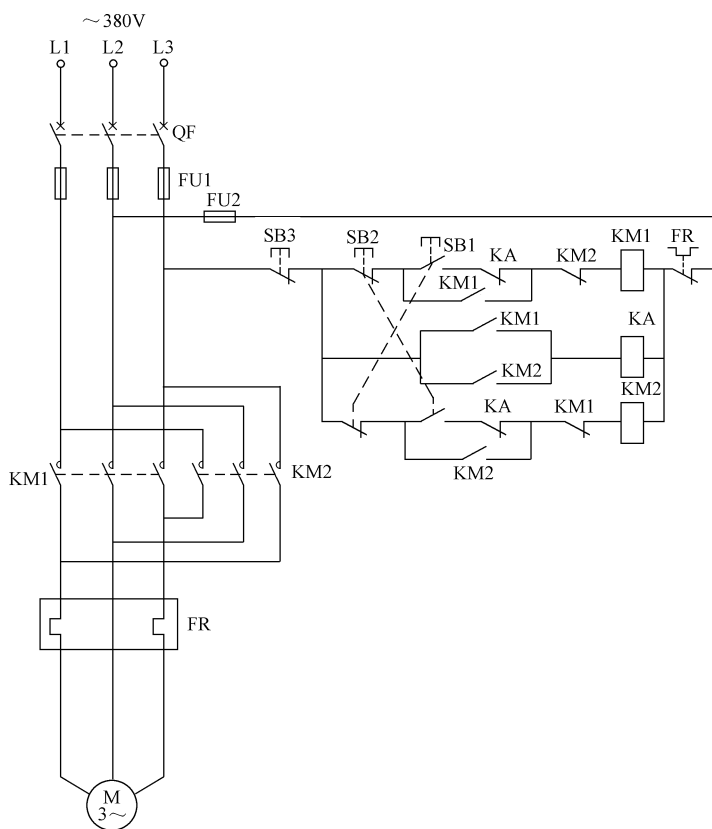 ～380V
L1 L2 L3
QF
FU1
FU2
SB3 SB2 SB1 KA KM2 KM1 FR
KM1
KM1 KA
KM2 KM2
KA KM1
KM2
KM1 KM2
FR
M
3～